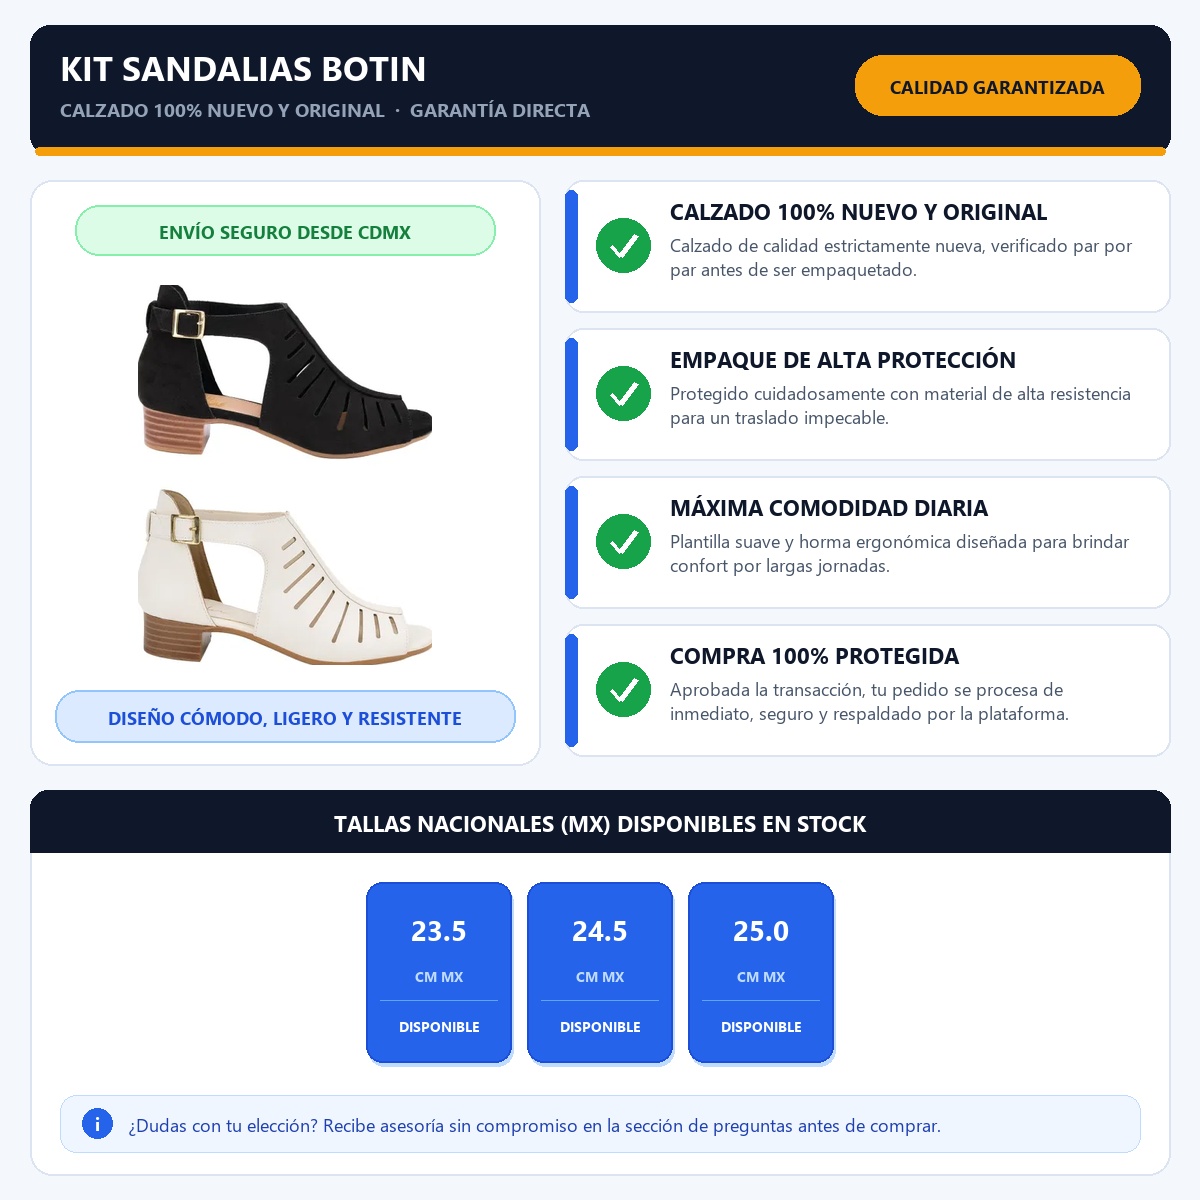 KIT SANDALIAS BOTIN
CALZADO 100% NUEVO Y ORIGINAL · GARANTÍA DIRECTA
CALIDAD GARANTIZADA
ENVÍO SEGURO DESDE CDMX
DISEÑO CÓMODO, LIGERO Y RESISTENTE
CALZADO 100% NUEVO Y ORIGINAL
Calzado de calidad estrictamente nueva, verificado par por
par antes de ser empaquetado.
EMPAQUE DE ALTA PROTECCIÓN
Protegido cuidadosamente con material de alta resistencia
para un traslado impecable.
MÁXIMA COMODIDAD DIARIA
Plantilla suave y horma ergonómica diseñada para brindar
confort por largas jornadas.
COMPRA 100% PROTEGIDA
Aprobada la transacción, tu pedido se procesa de
inmediato, seguro y respaldado por la plataforma.
TALLAS NACIONALES (MX) DISPONIBLES EN STOCK
23.5
CM MX
DISPONIBLE
24.5
CM MX
DISPONIBLE
25.0
CM MX
DISPONIBLE
¿Dudas con tu elección? Recibe asesoría sin compromiso en la sección de preguntas antes de comprar.